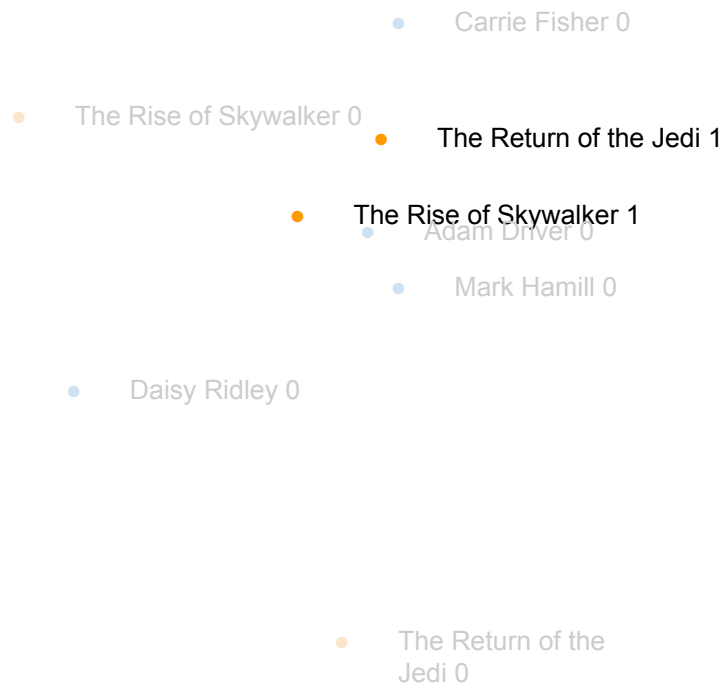 Carrie Fisher 0
The Rise of Skywalker 0
The Return of the Jedi 1
The Rise of Skywalker 1
Adam Driver 0
Mark Hamill 0
Daisy Ridley 0
The Return of the
Jedi 0